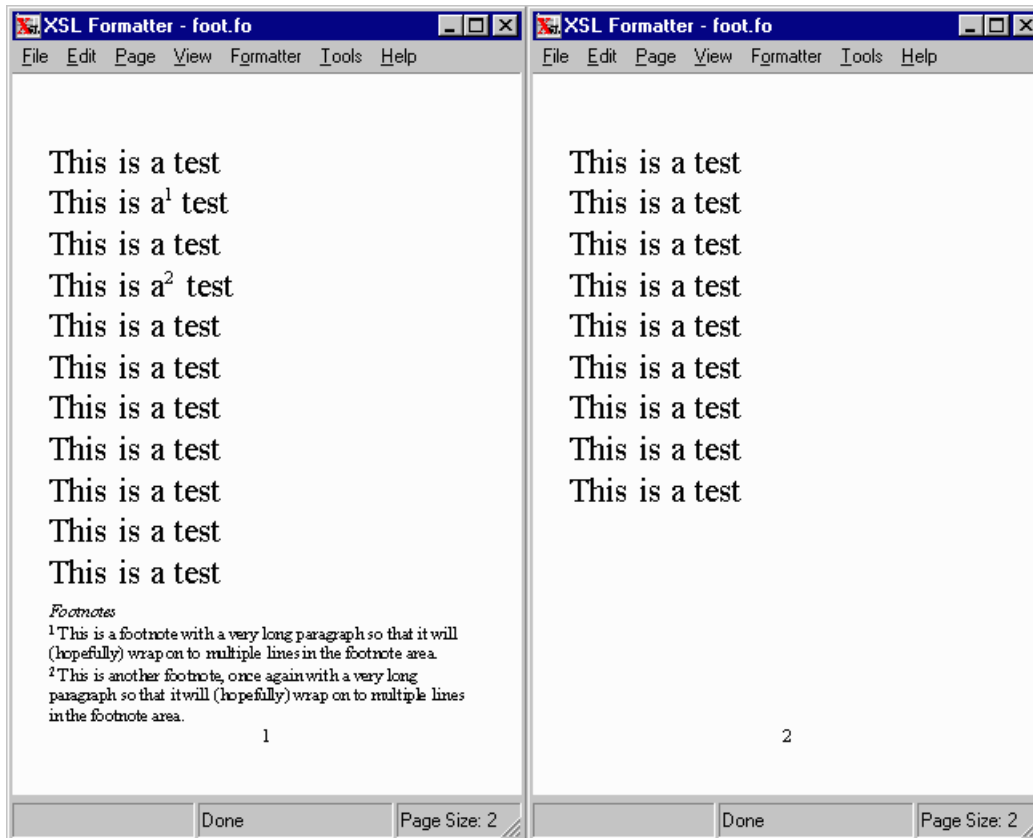 XSL Formatter - foot.fo
File Edit Page View Formatter Tools Help
This is a test
This is a¹ test
This is a test
This is a² test
This is a test
This is a test
This is a test
This is a test
This is a test
This is a test
This is a test
Footnotes
¹ This is a footnote with a very long paragraph so that it will
(hopefully) wrap on to multiple lines in the footnote area.
² This is another footnote, once again with a very long
paragraph so that it will (hopefully) wrap on to multiple lines
in the footnote area.
1
Done
Page Size: 2
XSL Formatter - foot.fo
File Edit Page View Formatter Tools Help
This is a test
This is a test
This is a test
This is a test
This is a test
This is a test
This is a test
This is a test
This is a test
2
Done
Page Size: 2